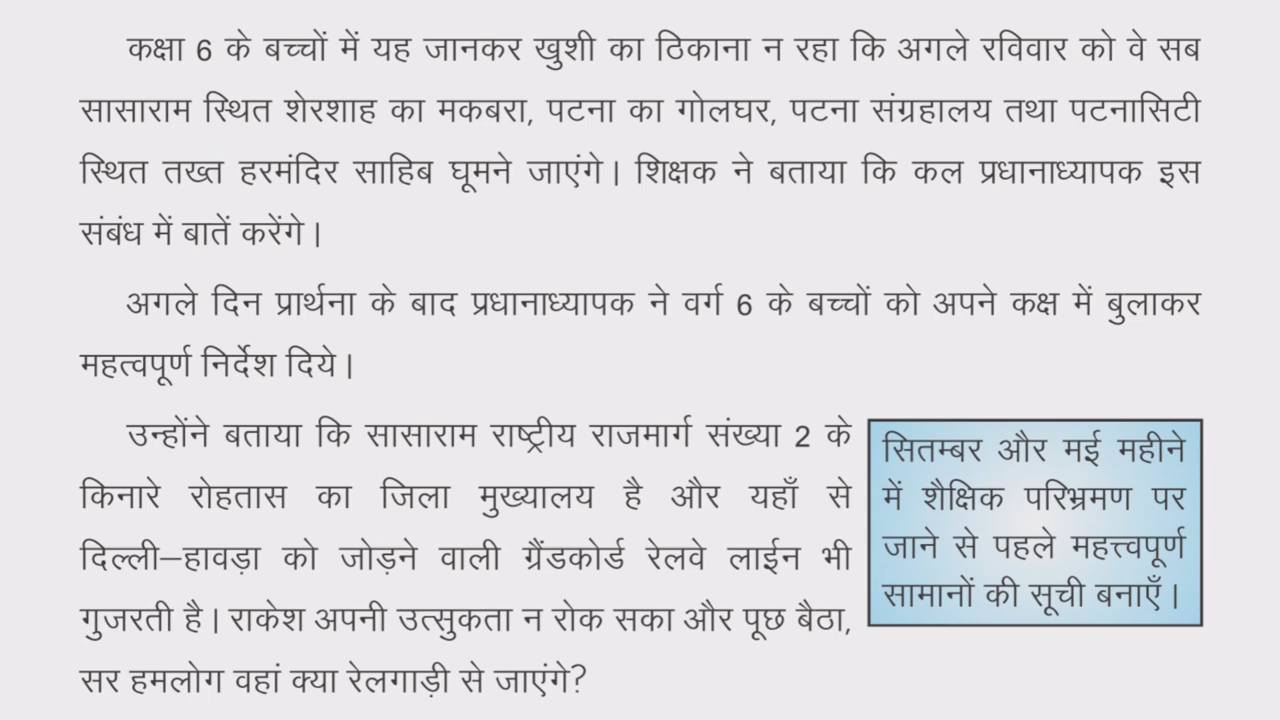 कक्षा 6 के बच्चों में यह जानकर खुशी का ठिकाना न रहा कि अगले रविवार को वे सब
सासाराम स्थित शेरशाह का मकबरा, पटना का गोलघर, पटना संग्रहालय तथा पटनासिटी
स्थित तख्त हरमंदिर साहिब घूमने जाएंगे। शिक्षक ने बताया कि कल प्रधानाध्यापक इस
संबंध में बातें करेंगे।
अगले दिन प्रार्थना के बाद प्रधानाध्यापक ने वर्ग 6 के बच्चों को अपने कक्ष में बुलाकर
महत्वपूर्ण निर्देश दिये।
उन्होंने बताया कि सासाराम राष्ट्रीय राजमार्ग संख्या 2 के
किनारे रोहतास का जिला मुख्यालय है और यहाँ से
दिल्ली–हावड़ा को जोड़ने वाली ग्रैंडकोर्ड रेलवे लाईन भी
गुजरती है। राकेश अपनी उत्सुकता न रोक सका और पूछ बैठा,
सर हमलोग वहां क्या रेलगाड़ी से जाएंगे?
सितम्बर और मई महीने
में शैक्षिक परिभ्रमण पर
जाने से पहले महत्त्वपूर्ण
सामानों की सूची बनाएँ।